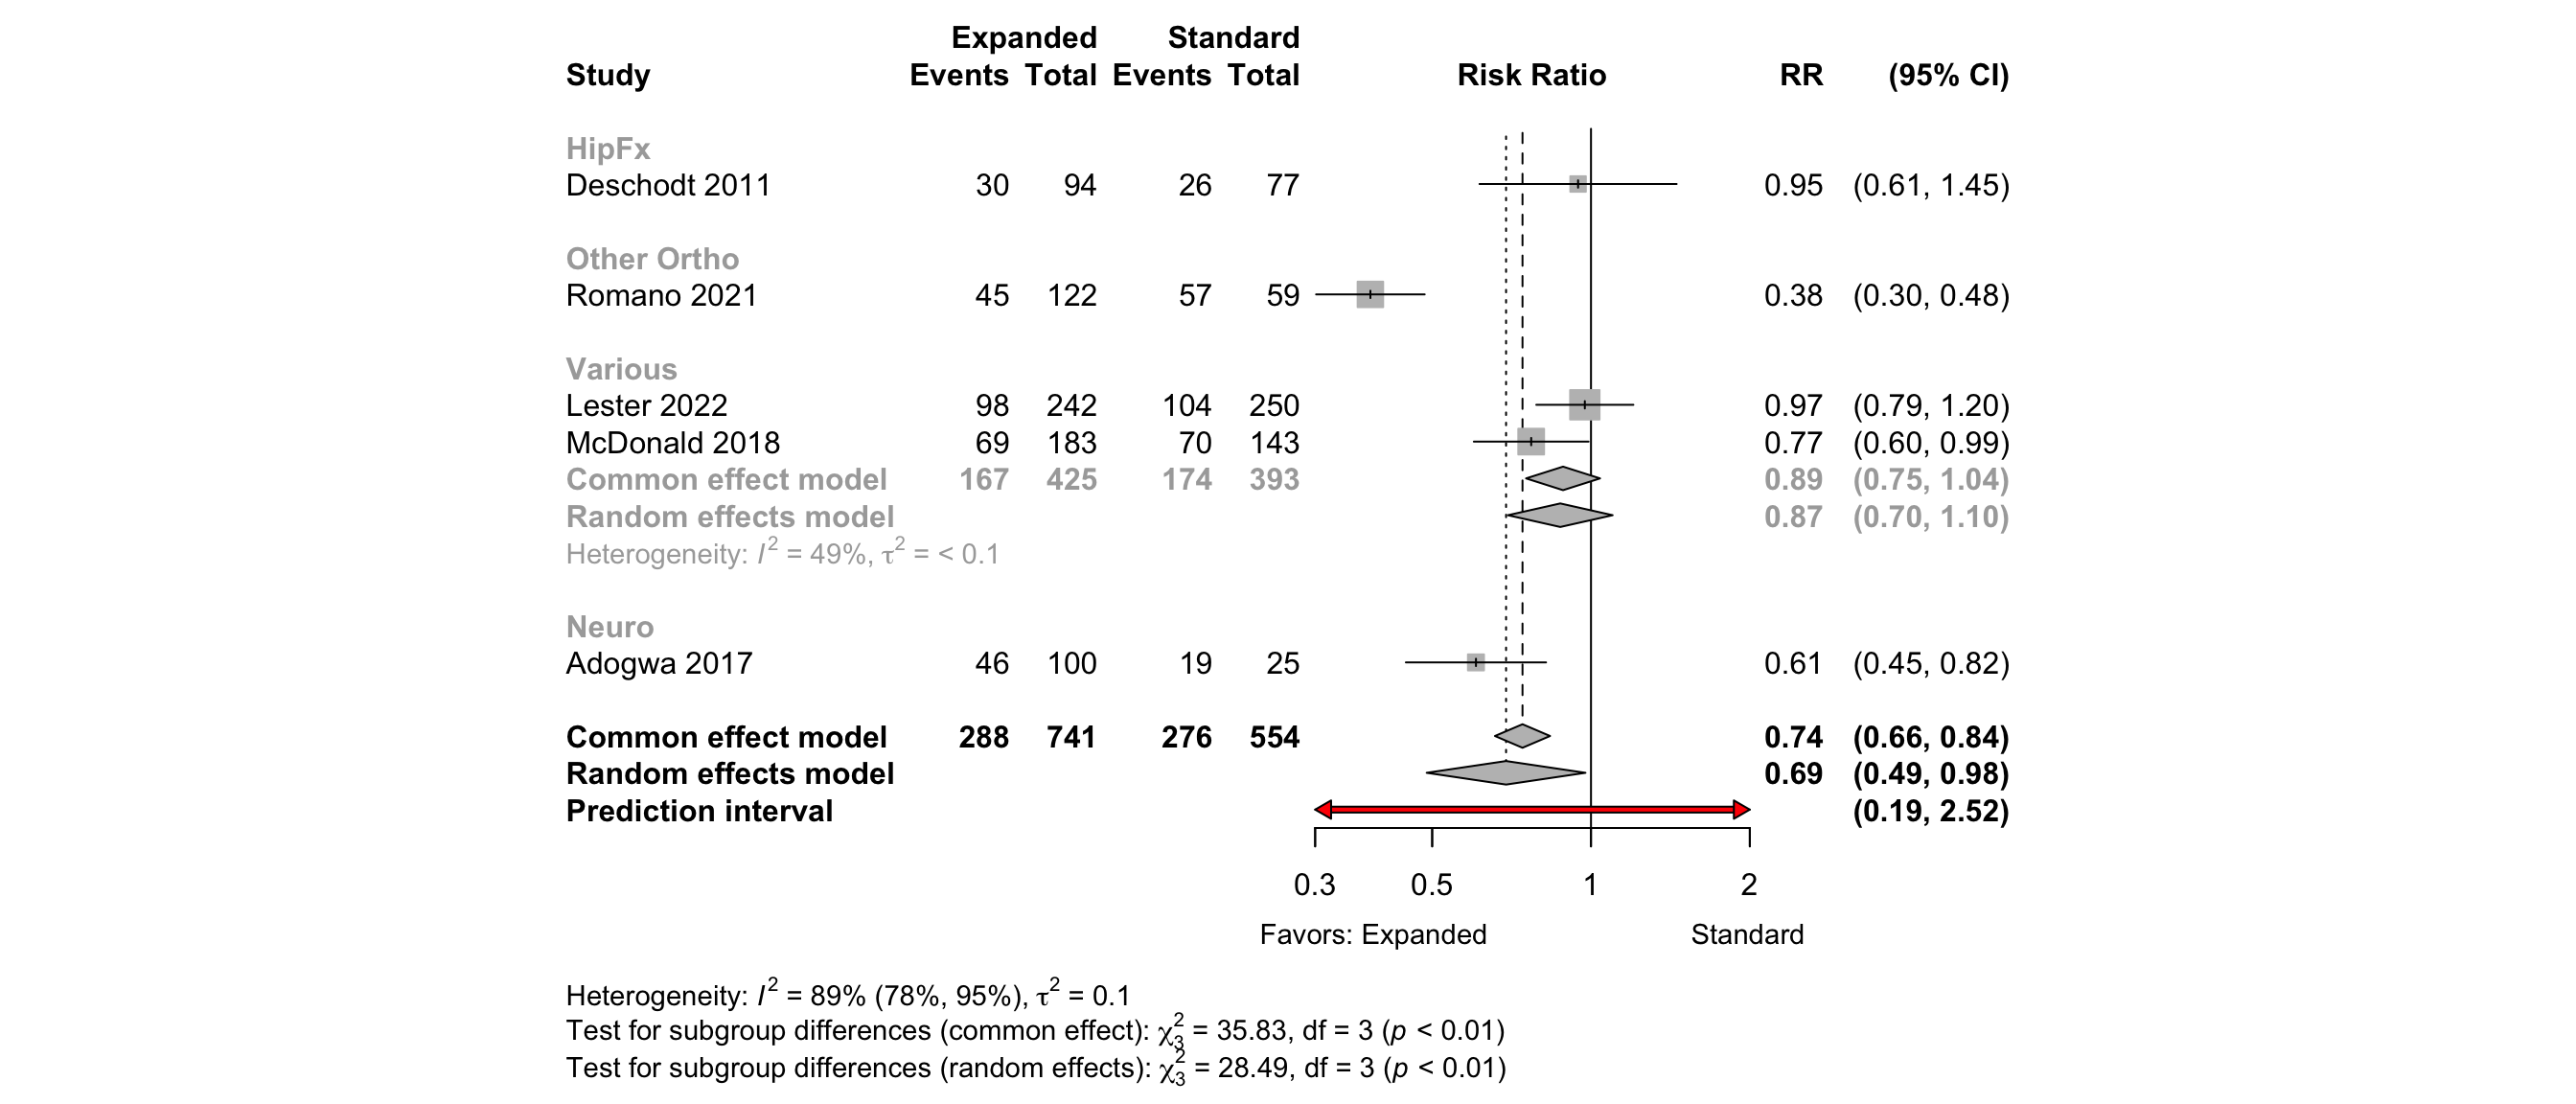 Expanded Standard
Study Events Total Events Total Risk Ratio RR (95% CI)
HipFx
Deschodt 2011 30 94 26 77 0.95 (0.61, 1.45)
Other Ortho
Romano 2021 45 122 57 59 0.38 (0.30, 0.48)
Various
Lester 2022 98 242 104 250 0.97 (0.79, 1.20)
McDonald 2018 69 183 70 143 0.77 (0.60, 0.99)
Common effect model 167 425 174 393 0.89 (0.75, 1.04)
Random effects model 0.87 (0.70, 1.10)
Heterogeneity: I² = 49%, τ² = < 0.1
Neuro
Adogwa 2017 46 100 19 25 0.61 (0.45, 0.82)
Common effect model 288 741 276 554 0.74 (0.66, 0.84)
Random effects model 0.69 (0.49, 0.98)
Prediction interval (0.19, 2.52)
0.3 0.5 1 2
Favors: Expanded Standard
Heterogeneity: I² = 89% (78%, 95%), τ² = 0.1
Test for subgroup differences (common effect): χ²₃ = 35.83, df = 3 (p < 0.01)
Test for subgroup differences (random effects): χ²₃ = 28.49, df = 3 (p < 0.01)